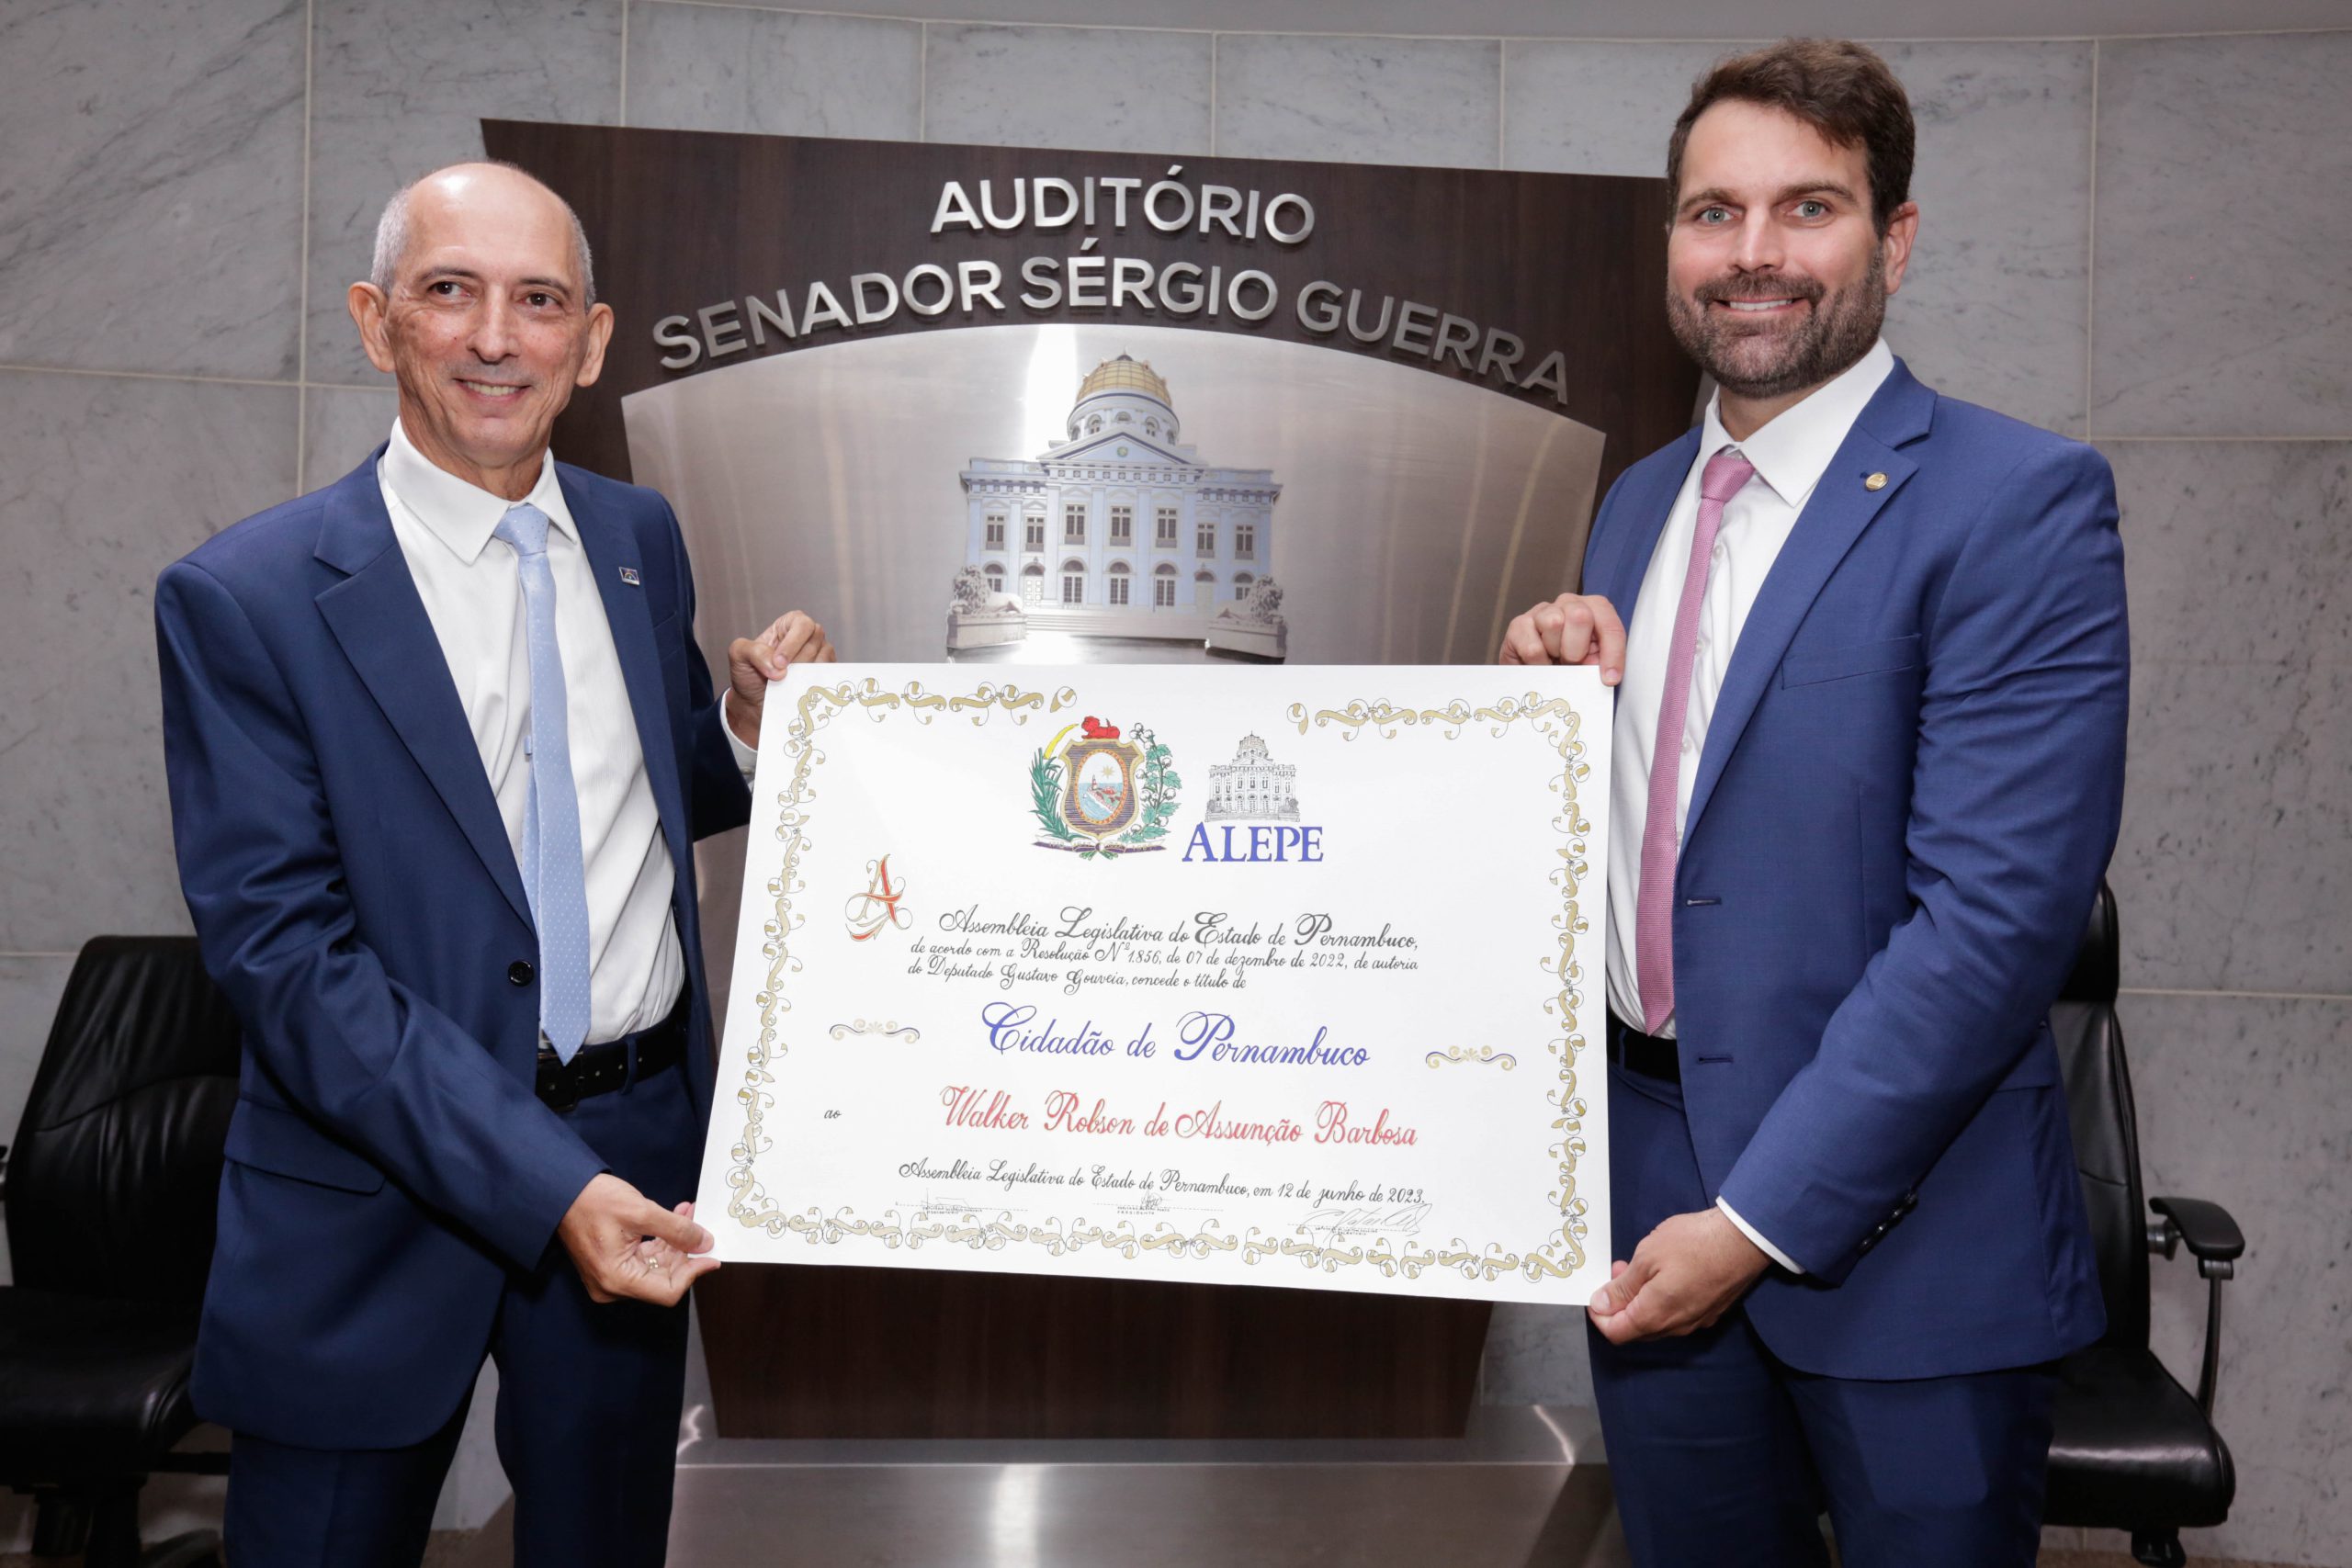 AUDITÓRIO
SENADOR SÉRGIO GUERRA
ALEPE
A Assembleia Legislativa do Estado de Pernambuco,
de acordo com a Resolução Nº 1.856, de 07 de dezembro de 2022, de autoria
do Deputado Gustavo Gouveia, concede o título de
Cidadão de Pernambuco
ao Walker Robson de Assunção Barbosa
Assembleia Legislativa do Estado de Pernambuco, em 12 de junho de 2023.